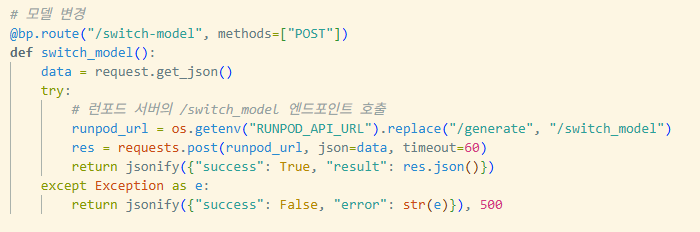 # 모델 변경
@bp.route("/switch-model", methods=["POST"])
def switch_model():
    data = request.get_json()
    try:
        # 런포드 서버의 /switch_model 엔드포인트 호출
        runpod_url = os.getenv("RUNPOD_API_URL").replace("/generate", "/switch_model")
        res = requests.post(runpod_url, json=data, timeout=60)
        return jsonify({"success": True, "result": res.json()})
    except Exception as e:
        return jsonify({"success": False, "error": str(e)}), 500